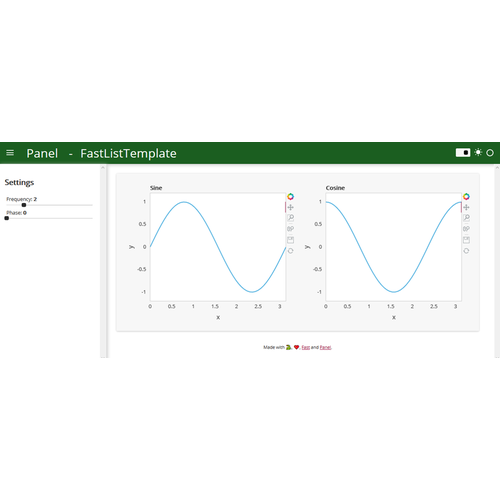 Panel - FastListTemplate
Settings
Frequency: 2
Phase: 0
Sine
1
0.5
0
-0.5
-1
y
0 0.5 1 1.5 2 2.5 3
x
Cosine
1
0.5
0
-0.5
-1
y
0 0.5 1 1.5 2 2.5 3
x
Made with Fast and Panel.